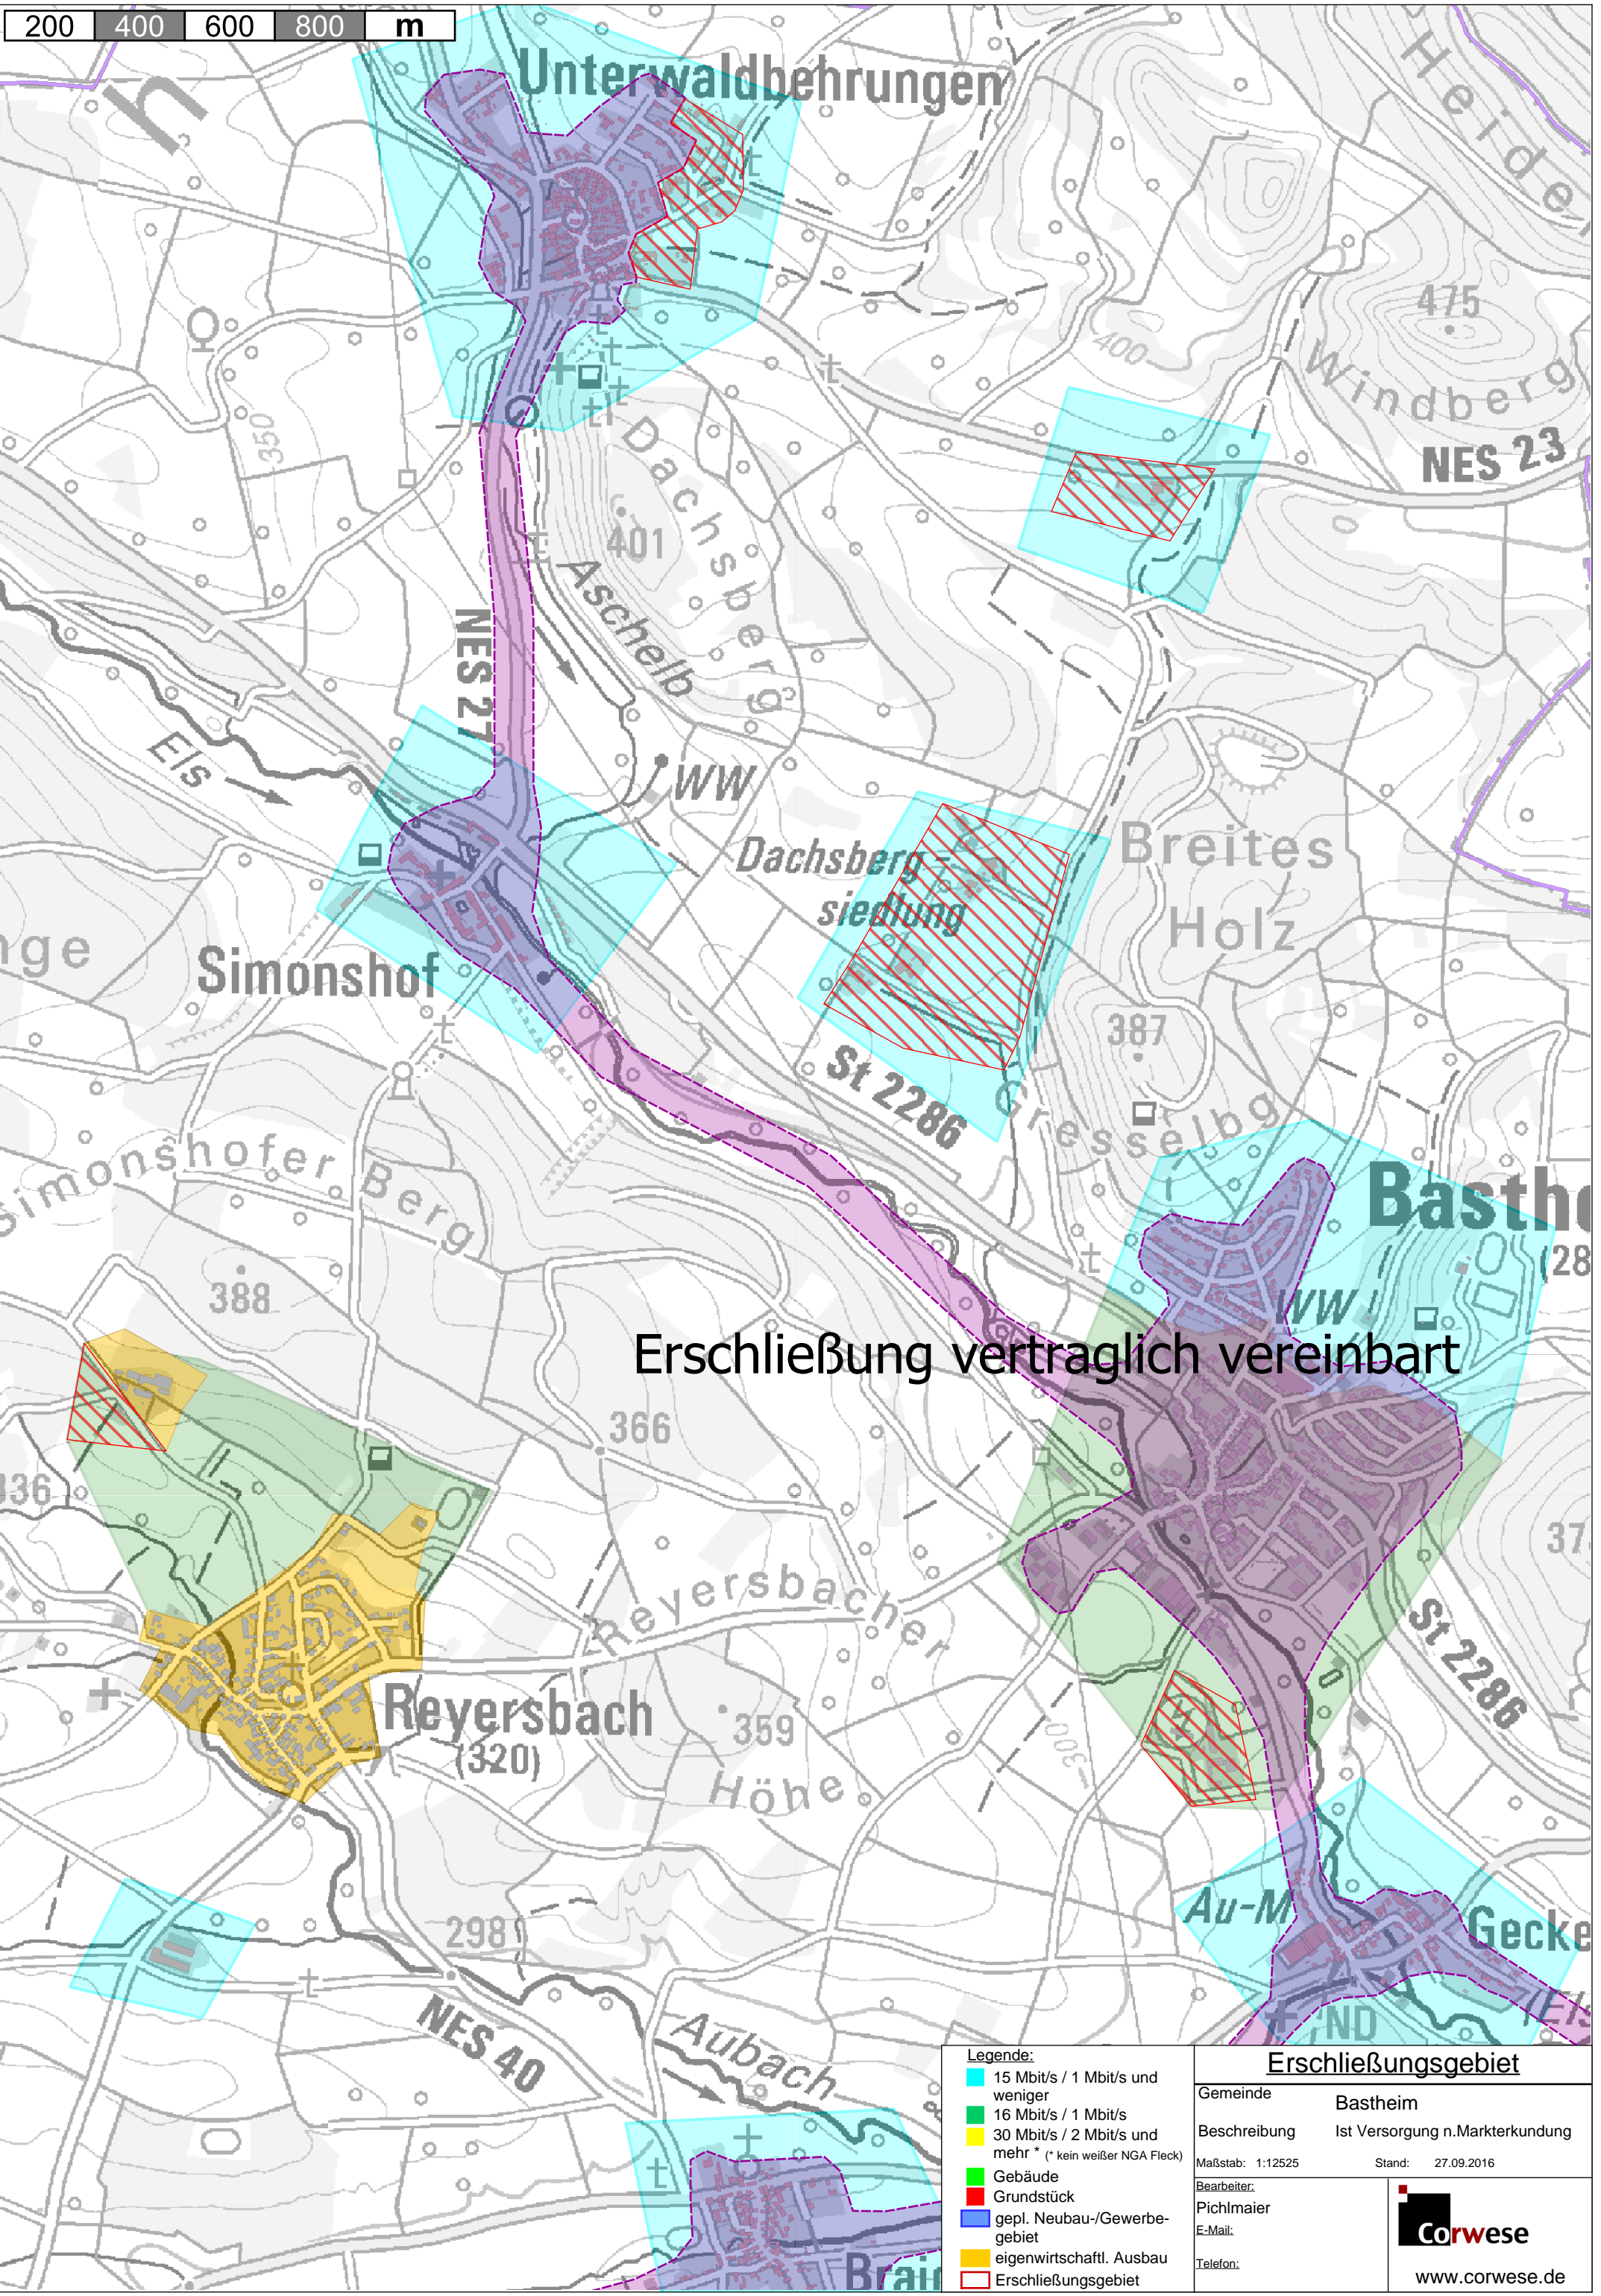 200 400 600 800 m
Unterwaldbehrungen
h
Heide
475
Windberg
400
NES 23
350
Dachsberg
401
Aschelb
NES 27
Els
WW
Dachsberg-
siedlung
Breites
Holz
nge
Simonshof
387
St 2286
Gresselbg
Simonshofer Berg
Basthe
(28
388
WW
Erschließung vertraglich vereinbart
366
436
37
Reyersbacher
St 2286
Reyersbach
(320)
359
Höhe
300
Au-M
Gecke
298
(Els
ND
NES 40
Aubach
Brain
Legende:
15 Mbit/s / 1 Mbit/s und
weniger
16 Mbit/s / 1 Mbit/s
30 Mbit/s / 2 Mbit/s und
mehr * (* kein weißer NGA Fleck)
Gebäude
Grundstück
gepl. Neubau-/Gewerbe-
gebiet
eigenwirtschaftl. Ausbau
Erschließungsgebiet
Erschließungsgebiet
Gemeinde Bastheim
Beschreibung Ist Versorgung n.Markterkundung
Maßstab: 1:12525 Stand: 27.09.2016
Bearbeiter:
Pichlmaier
E-Mail:
Telefon:
Corwese
www.corwese.de